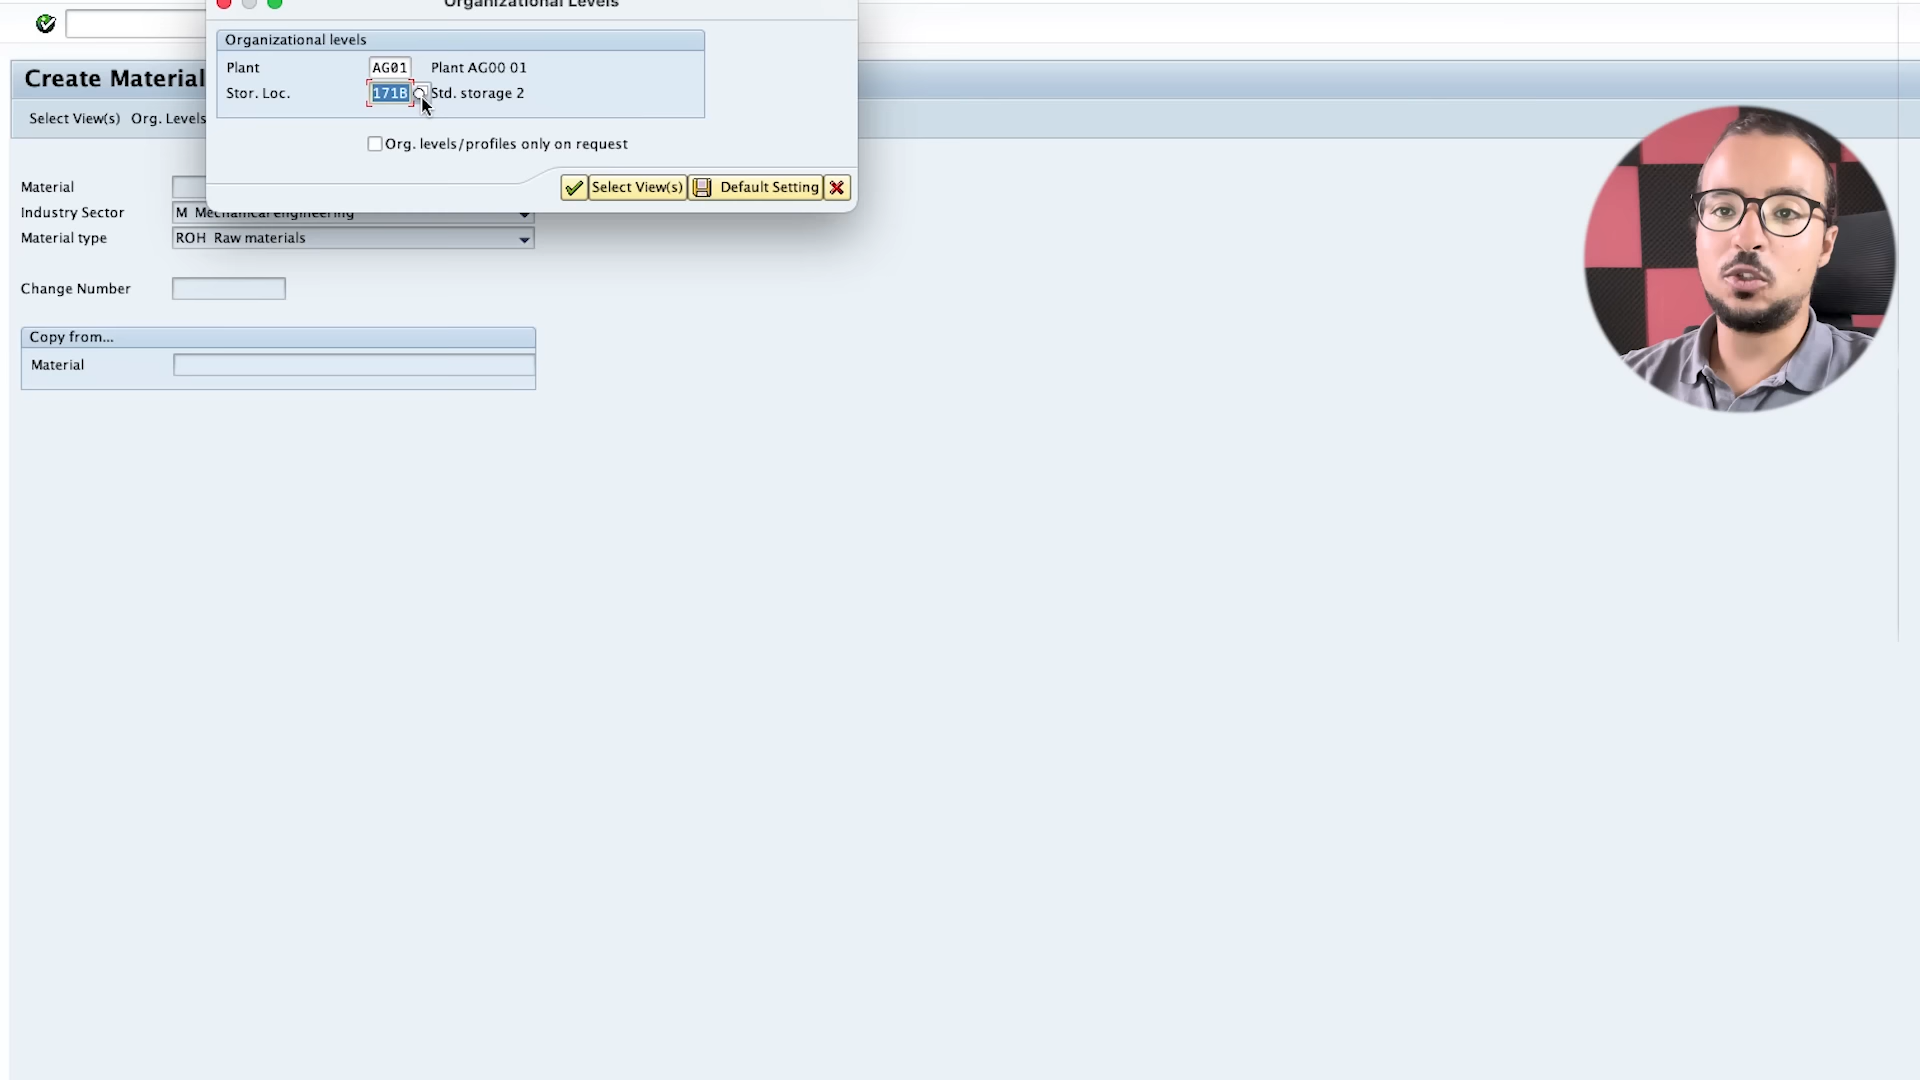 Organizational Levels
Organizational levels
Plant AG01 Plant AG00 01
Stor. Loc. 171B Std. storage 2
Org. levels/profiles only on request
Select View(s) Default Setting
Create Material
Select View(s) Org. Levels
Material
Industry Sector M Mechanical engineering
Material type ROH Raw materials
Change Number
Copy from...
Material